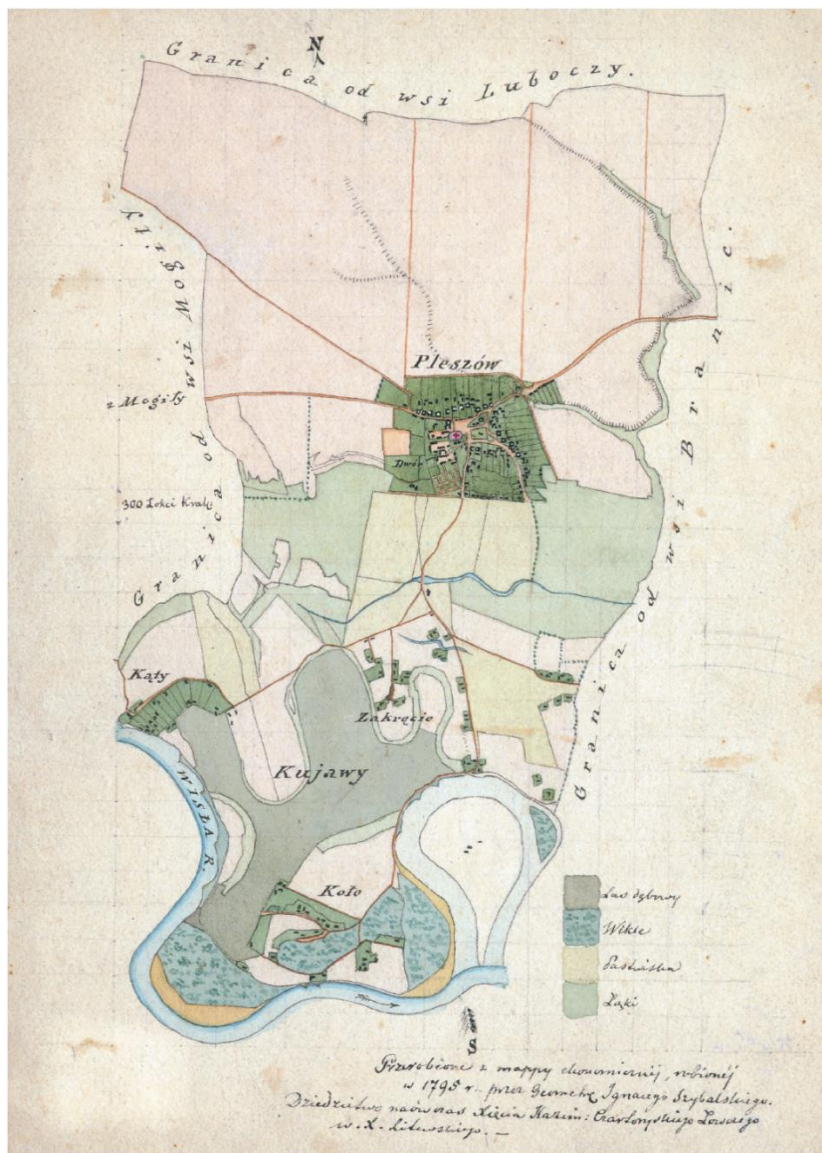 N
Granica od wsi Luboczy.
Granica od wsi Mogiły
Granica od wsi Branic.
Pleszów
z Mogiły
Dwór
300 Łokci Krak:
Kąty
Zakręcie
Kujawy
WISŁA R.
Koło
Las dębowy
Wikle
Pastwiska
Łąki
S
Przerobione z mappy ekonomicznej, robionej
w 1795 r. przez Geometrę Ignacego Szybalskiego.
Dziedzictwo naówczas Xięcia Kazim: Czartoryskiego Łowczego
w. X. Litewskiego. —